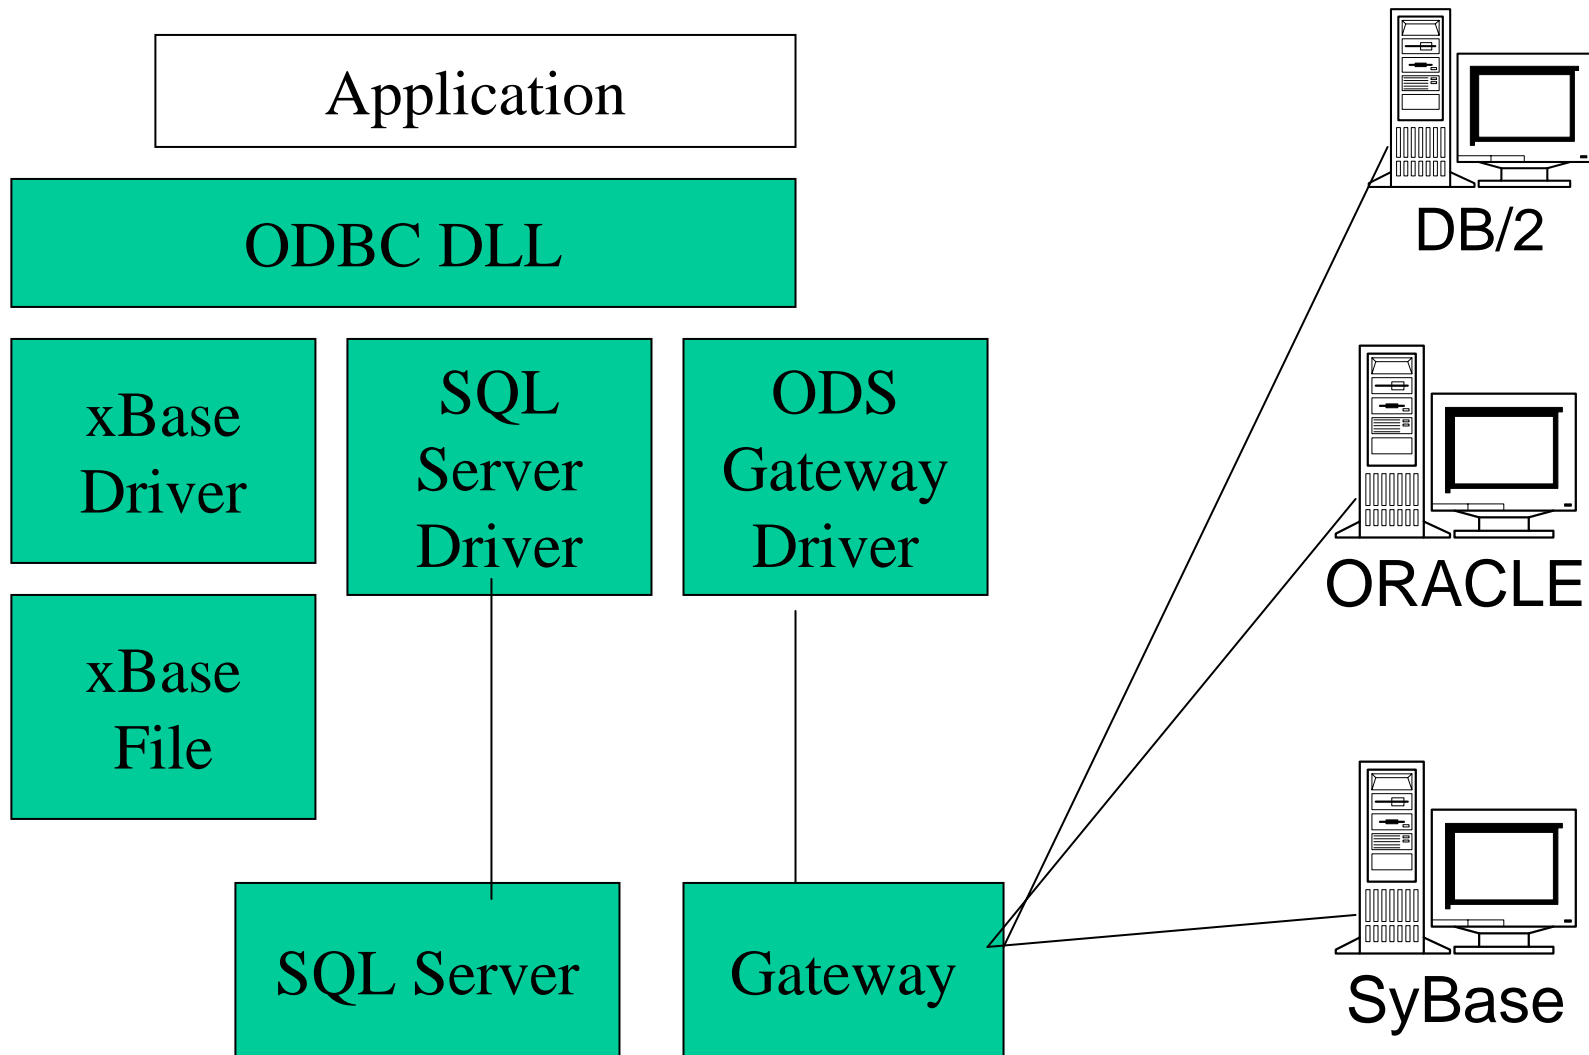 Application
ODBC DLL
xBase
Driver
SQL
Server
Driver
ODS
Gateway
Driver
xBase
File
SQL Server
Gateway
DB/2
ORACLE
SyBase